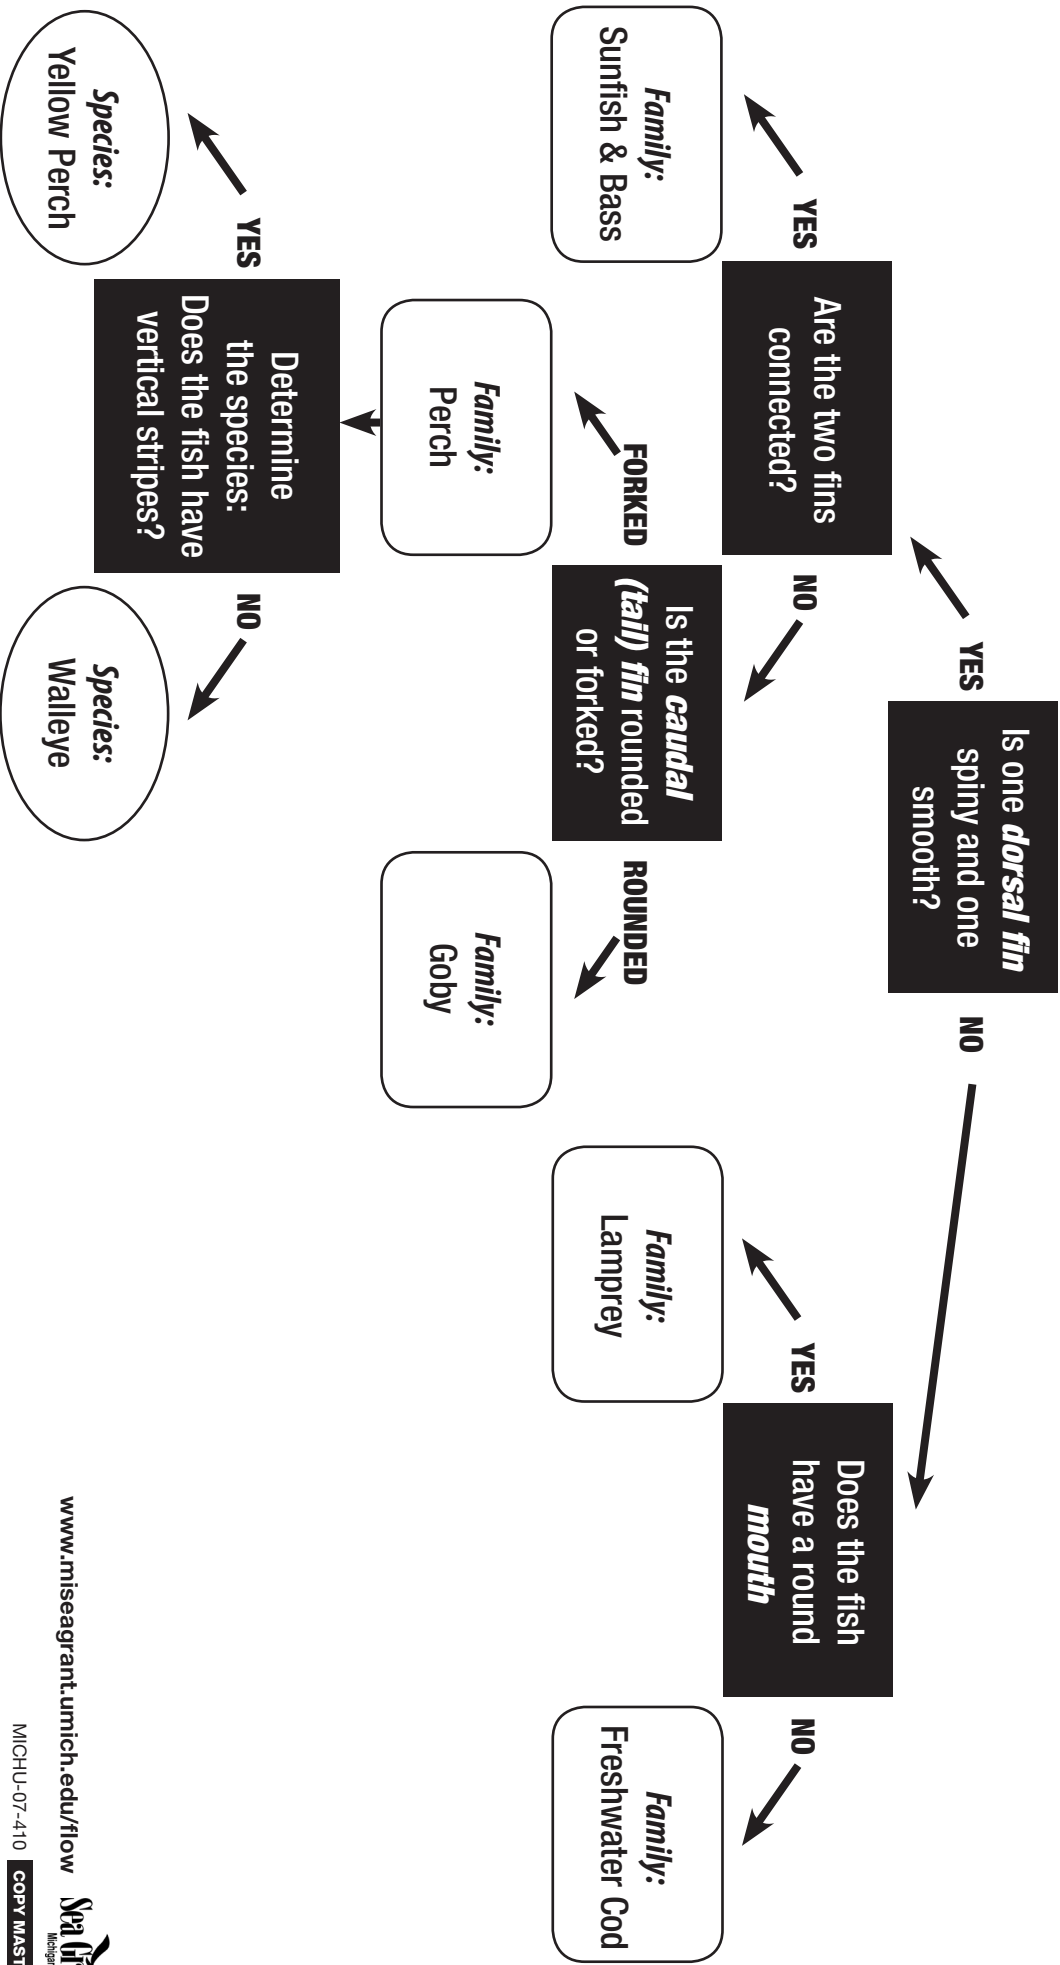 Is one dorsal fin
spiny and one
smooth?
YES
NO
Are the two fins
connected?
YES
NO
Does the fish
have a round
mouth
YES
NO
Family:
Sunfish & Bass
Is the caudal
(tail) fin rounded
or forked?
FORKED
ROUNDED
Family:
Lamprey
Family:
Freshwater Cod
Family:
Perch
Family:
Goby
Determine
the species:
Does the fish have
vertical stripes?
YES
NO
Species:
Yellow Perch
Species:
Walleye
www.miseagrant.umich.edu/flow
Sea
MICHU-07-410
COPY